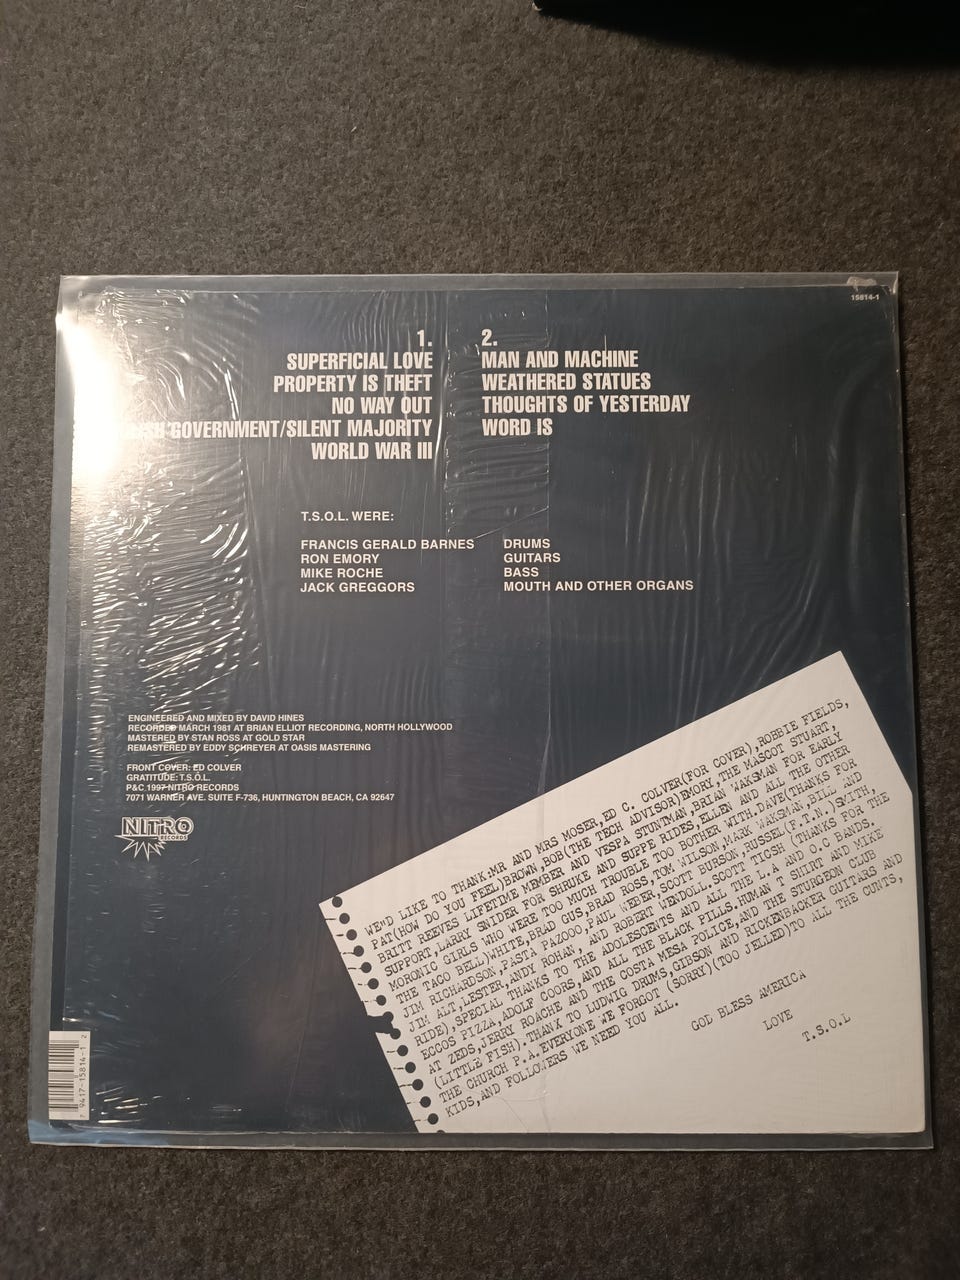 15814-1
1.
SUPERFICIAL LOVE
PROPERTY IS THEFT
NO WAY OUT
GOVERNMENT/SILENT MAJORITY
WORLD WAR III
2.
MAN AND MACHINE
WEATHERED STATUES
THOUGHTS OF YESTERDAY
WORD IS
T.S.O.L. WERE:
FRANCIS GERALD BARNES DRUMS
RON EMORY GUITARS
MIKE ROCHE BASS
JACK GREGGORS MOUTH AND OTHER ORGANS
ENGINEERED AND MIXED BY DAVID HINES
RECORDED MARCH 1981 AT BRIAN ELLIOT RECORDING, NORTH HOLLYWOOD
MASTERED BY STAN ROSS AT GOLD STAR
REMASTERED BY EDDY SCHREYER AT OASIS MASTERING
FRONT COVER: ED COLVER
GRATITUDE: T.S.O.L.
P&C 1997 NITRO RECORDS
7071 WARNER AVE. SUITE F-736, HUNTINGTON BEACH, CA 92647
NITRO
RECORDS
WE"D LIKE TO THANK.MR AND MRS MOSER,ED C. COLVER(FOR COVER),ROBBIE FIELDS,
PAT(HOW DO YOU FEEL)BROWN,BOB(THE TECH ADVISOR)EMORY,THE MASCOT STUART,
BRITT REEVES LIFETIME MEMBER AND VESPA STUNTMAN,BRIAN WAKSMAN FOR EARLY
SUPPORT,LARRY SNIDER FOR SHRUKE AND SUPPE RIDES,ELLEN AND ALL THE OTHER
MORONIC GIRLS WHO WERE TOO MUCH TROUBLE TOO BOTHER WITH.DAVE(THANKS FOR
THE TACO BELL)WHITE,BRAD GUS,BRAD ROSS,TOM WILSON,MARK WAKSMAN,BILL AND
JIM RICHARDSON,PASTA PAZOOO,PAUL WEBER,SCOTT BURSON,RUSSEL(F.T.N.)SMITH,
JIM ALT,LESTER,ANDY ROHAN AND ROBERT WENDOLL.SCOTT TIOSH (THANKS FOR THE
RIDE),SPECIAL THANKS TO THE ADOLESCENTS AND ALL THE L.A AND O.C BANDS.
ECCOS PIZZA,ADOLF COORS,AND ALL THE BLACK PILLS.HUMAN T SHIRT AND MIKE
AT ZEDS,JERRY ROACHE AND THE COSTA MESSA POLICE,AND THE STURGEON CLUB
(LITTLE FISH).THANK TO LUDWIG DRUMS,GIBSON AND RICKENBACKER GUITARS AND
THE CHURCH P.A.EVERYONE WE FORGOT (SORRY)(TOO JELLED)TO ALL THE CUNTS,
KIDS,AND FOLLOWERS WE NEED YOU ALL.
GOD BLESS AMERICA
LOVE
T.S.O.L
7 9417-15814-1 2